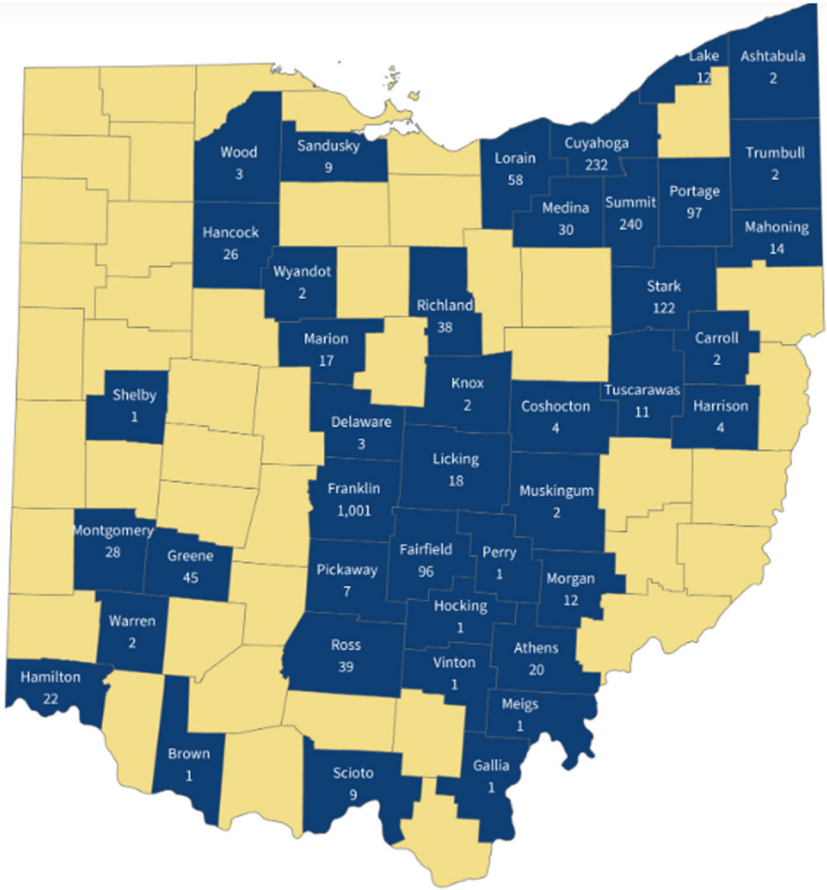 Lake
12
Ashtabula
2
Wood
3
Sandusky
9
Lorain
58
Cuyahoga
232
Trumbull
2
Medina
30
Summit
240
Portage
97
Hancock
26
Mahoning
14
Wyandot
2
Richland
38
Stark
122
Marion
17
Carroll
2
Shelby
1
Knox
2
Tuscarawas
11
Coshocton
4
Harrison
4
Delaware
3
Licking
18
Franklin
1,001
Muskingum
2
Montgomery
28
Greene
45
Pickaway
7
Fairfield
96
Perry
1
Morgan
12
Warren
2
Hocking
1
Ross
39
Athens
20
Vinton
1
Hamilton
22
Meigs
1
Brown
1
Scioto
9
Gallia
1